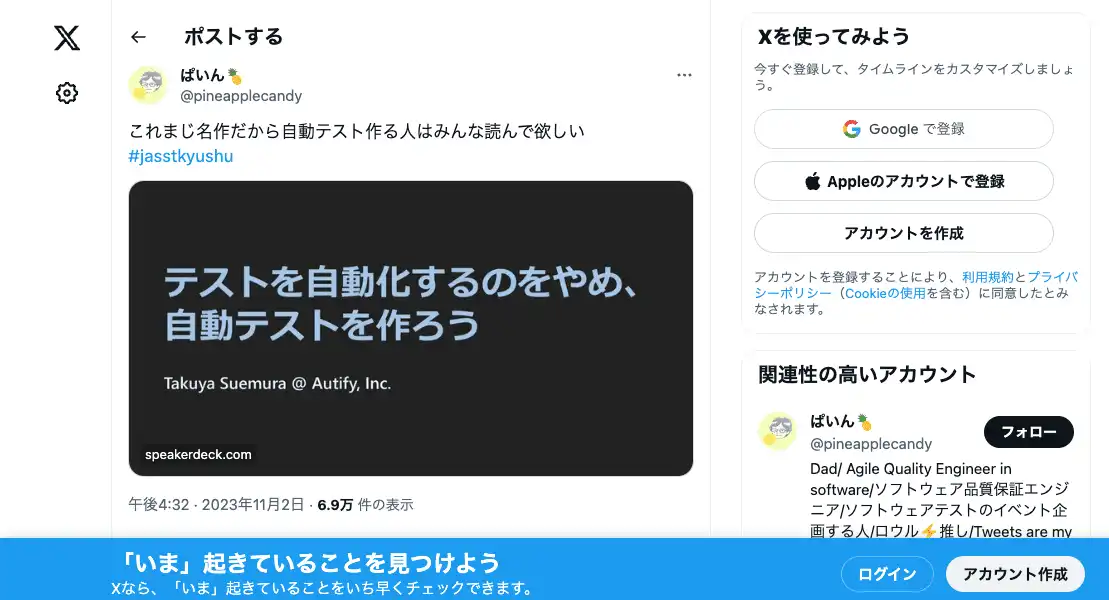 ポストする
ぱいん🍍
@pineapplecandy
これまじ名作だから自動テスト作る人はみんな読んで欲しい
#jasstkyushu
テストを自動化するのをやめ、
自動テストを作ろう
Takuya Suemura @ Autify, Inc.
speakerdeck.com
午後4:32 · 2023年11月2日 · 6.9万 件の表示
Xを使ってみよう
今すぐ登録して、タイムラインをカスタマイズしましょ
う。
Google で登録
Appleのアカウントで登録
アカウントを作成
アカウントを登録することにより、利用規約とプライバ
シーポリシー（Cookieの使用を含む）に同意したとみ
なされます。
関連性の高いアカウント
ぱいん🍍
@pineapplecandy
フォロー
Dad/ Agile Quality Engineer in
software/ソフトウェア品質保証エンジ
ニア/ソフトウェアテストのイベント企
画する人/ロウル⚡推し/Tweets are my
「いま」起きていることを見つけよう
Xなら、「いま」起きていることをいち早くチェックできます。
ログイン
アカウント作成